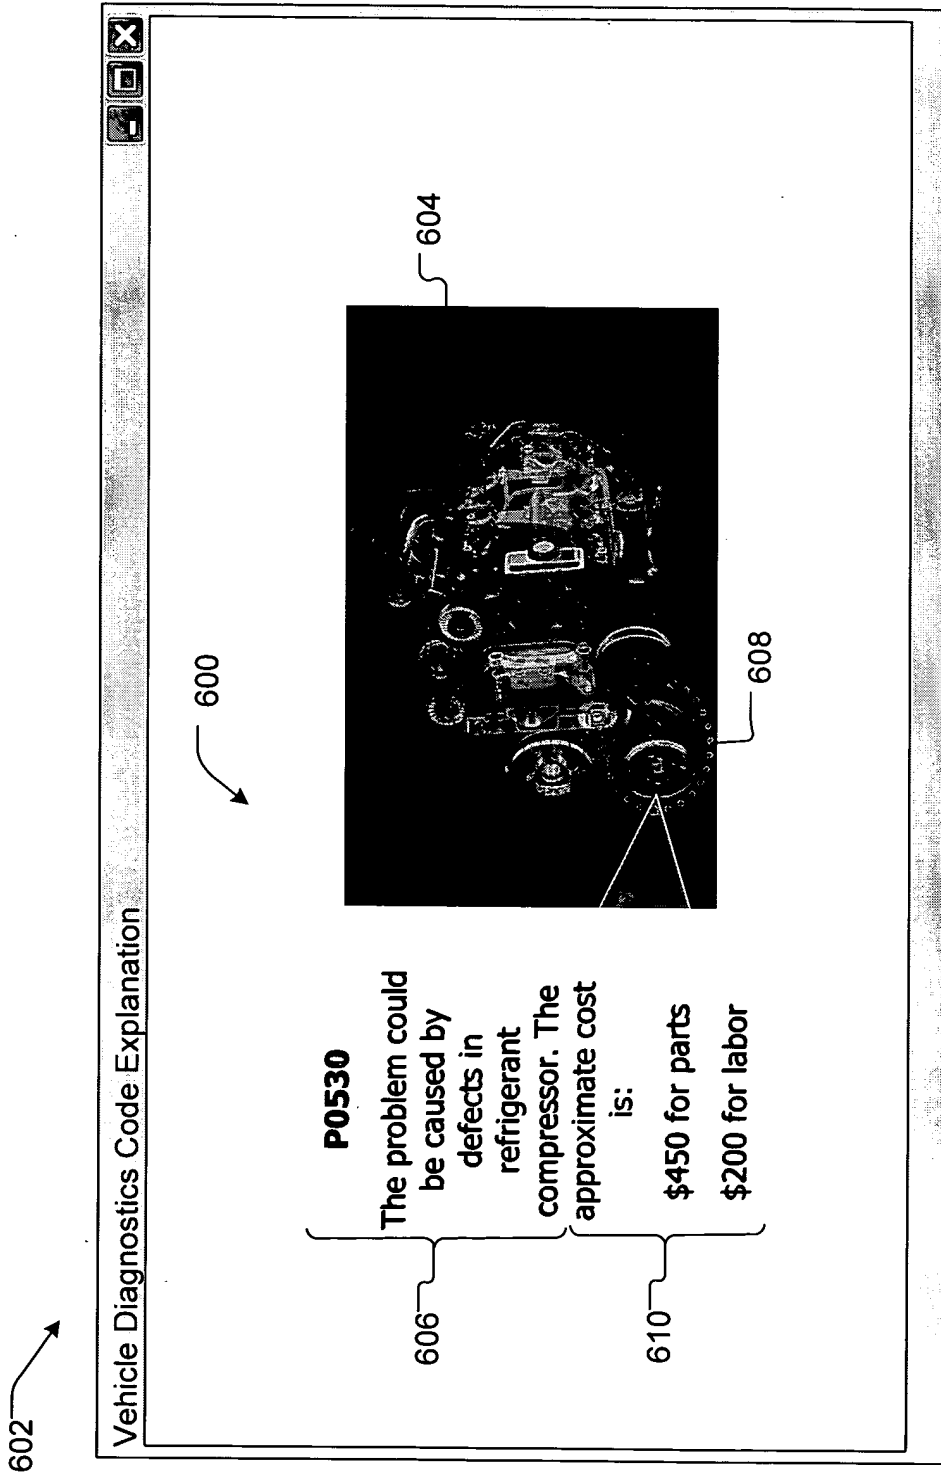 602
Vehicle Diagnostics Code Explanation
600
P0530
The problem could
be caused by
defects in
refrigerant
compressor. The
approximate cost
is:
$450 for parts
$200 for labor
606
610
604
608